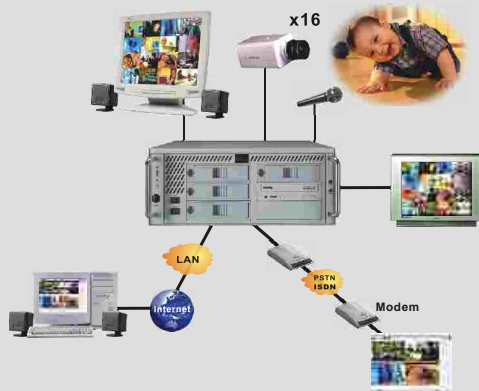 x16
LAN
PSTN
ISDN
Internet
Modem